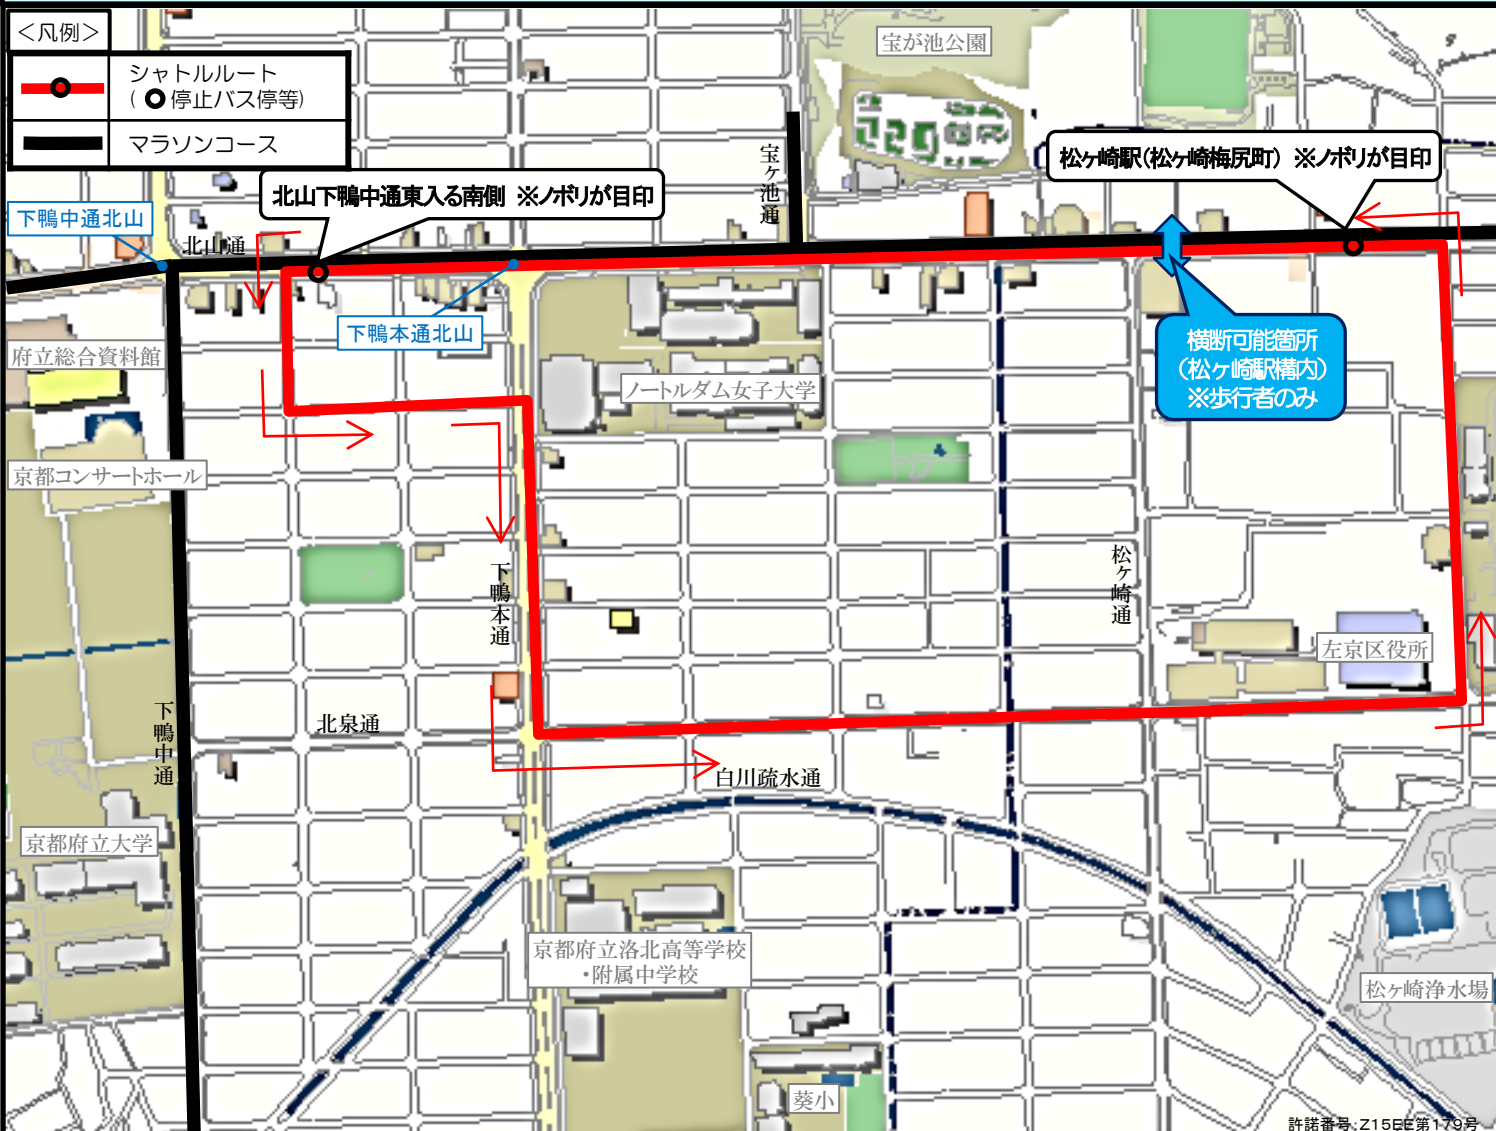 ＜凡例＞
シャトルルート
（ 停止バス停等）
マラソンコース
宝が池公園
宝ヶ池通
松ヶ崎駅(松ヶ崎梅尻町) ※ノボリが目印
北山下鴨中通東入る南側 ※ノボリが目印
下鴨中通北山
北山通
下鴨本通北山
横断可能箇所
（松ヶ崎駅構内）
※歩行者のみ
府立総合資料館
ノートルダム女子大学
京都コンサートホール
下鴨本通
松ヶ崎通
左京区役所
下鴨中通
北泉通
白川疏水通
京都府立大学
京都府立洛北高等学校
・附属中学校
松ヶ崎浄水場
葵小
許諾番号:Z15EE第179号